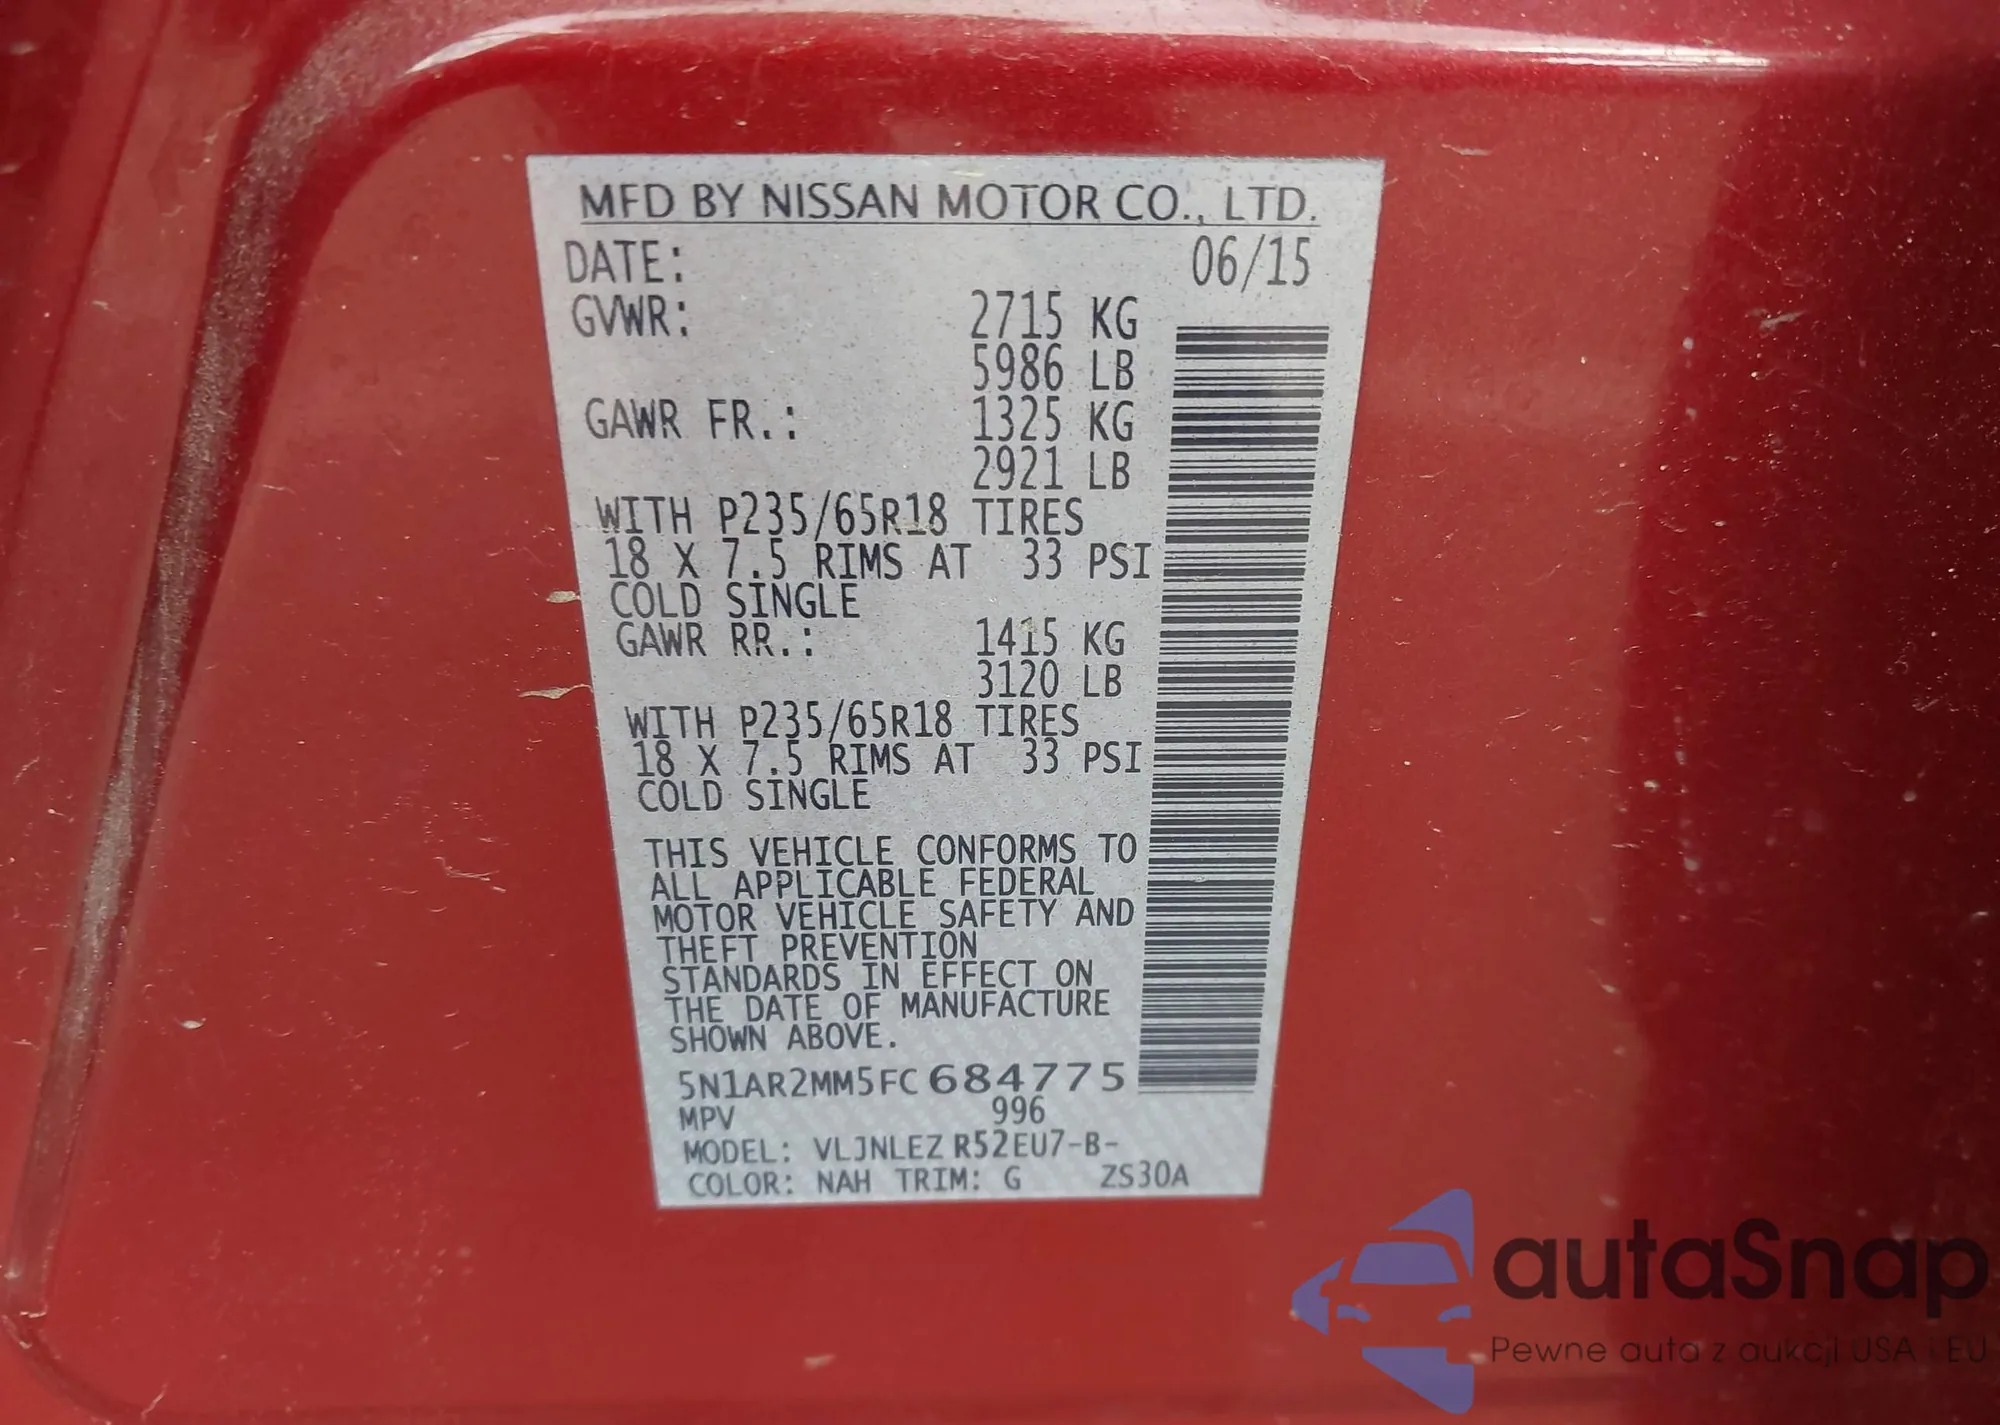 MFD BY NISSAN MOTOR CO., LTD.
DATE: 06/15
GVWR: 2715 KG
5986 LB
GAWR FR.: 1325 KG
2921 LB
WITH P235/65R18 TIRES
18 X 7.5 RIMS AT 33 PSI
COLD SINGLE
GAWR RR.: 1415 KG
3120 LB
WITH P235/65R18 TIRES
18 X 7.5 RIMS AT 33 PSI
COLD SINGLE
THIS VEHICLE CONFORMS TO
ALL APPLICABLE FEDERAL
MOTOR VEHICLE SAFETY AND
THEFT PREVENTION
STANDARDS IN EFFECT ON
THE DATE OF MANUFACTURE
SHOWN ABOVE.
5N1AR2MM5FC684775
MPV 996
MODEL: VLJNLEZ R52EU7-B-
COLOR: NAH TRIM: G ZS30A
autaSnap
Pewne auta z aukcji USA i EU